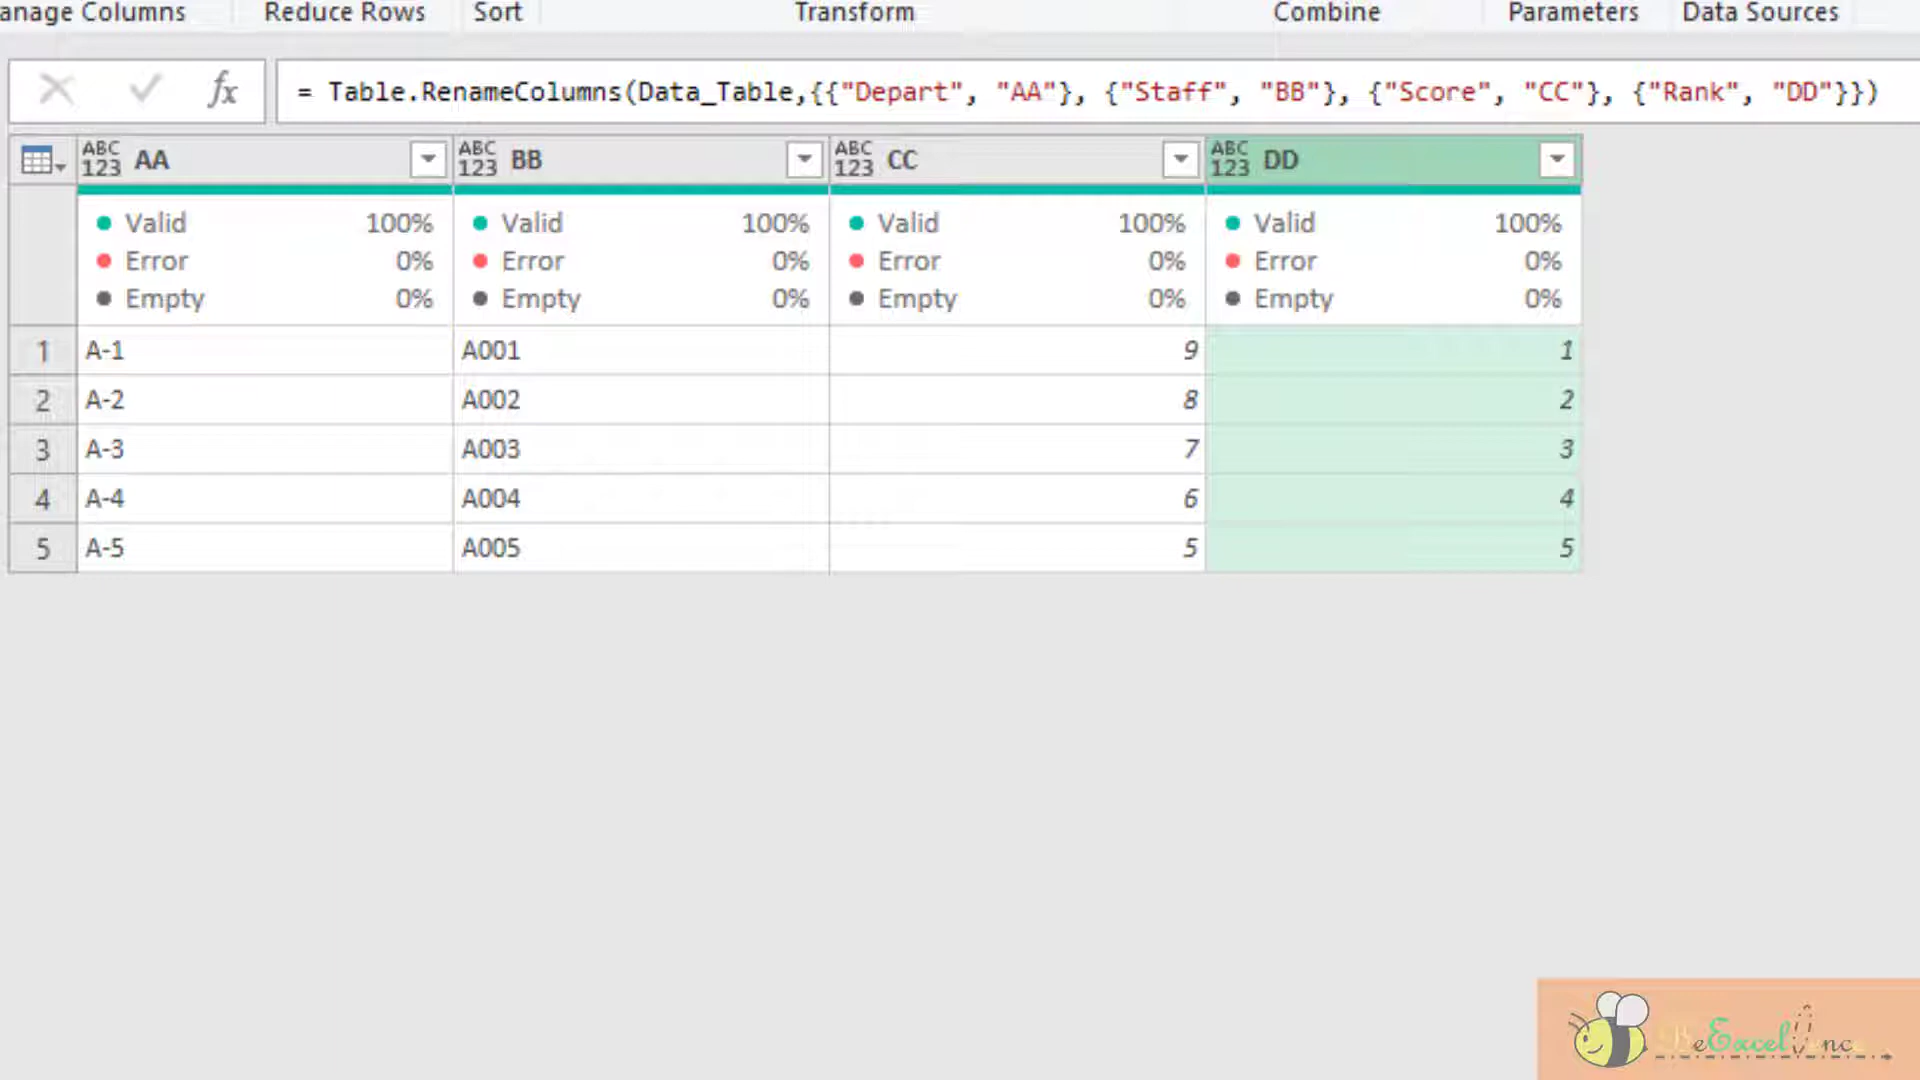 anage Columns Reduce Rows Sort Transform Combine Parameters Data Sources
fx = Table.RenameColumns(Data_Table,{{"Depart", "AA"}, {"Staff", "BB"}, {"Score", "CC"}, {"Rank", "DD"}})
ABC 123 AA ABC 123 BB ABC 123 CC ABC 123 DD
Valid 100% Valid 100% Valid 100% Valid 100%
Error 0% Error 0% Error 0% Error 0%
Empty 0% Empty 0% Empty 0% Empty 0%
1 A-1 A001 9 1
2 A-2 A002 8 2
3 A-3 A003 7 3
4 A-4 A004 6 4
5 A-5 A005 5 5